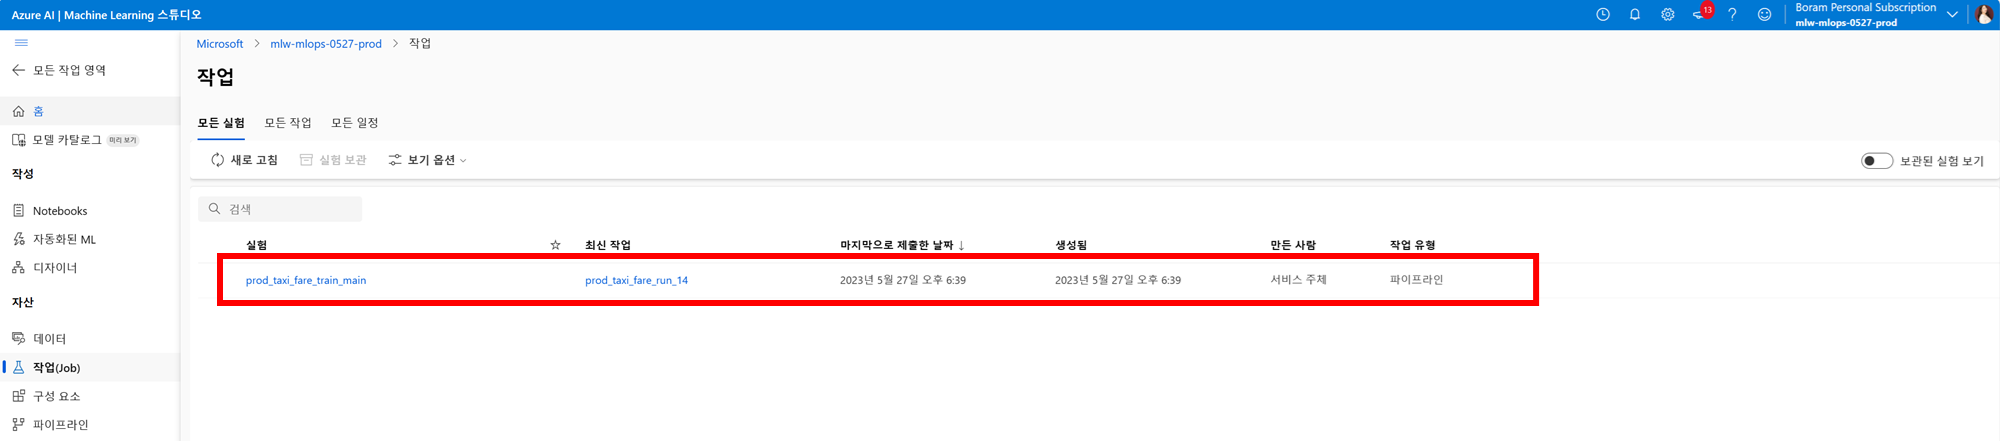 Azure AI | Machine Learning 스튜디오
13
Boram Personal Subscription
mlw-mlops-0527-prod
모든 작업 영역
홈
모델 카탈로그 미리 보기
작성
Notebooks
자동화된 ML
디자이너
자산
데이터
작업(Job)
구성 요소
파이프라인
Microsoft > mlw-mlops-0527-prod > 작업
작업
모든 실험 모든 작업 모든 일정
새로 고침 실험 보관 보기 옵션 보관된 실험 보기
검색
실험 ☆ 최신 작업 마지막으로 제출한 날짜 ↓ 생성됨 만든 사람 작업 유형
prod_taxi_fare_train_main prod_taxi_fare_run_14 2023년 5월 27일 오후 6:39 2023년 5월 27일 오후 6:39 서비스 주체 파이프라인